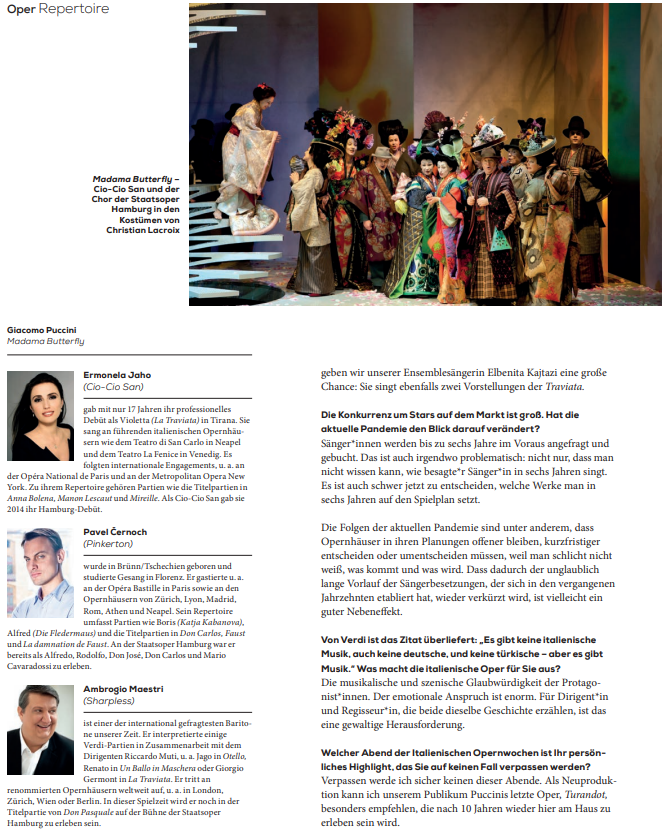 Oper Repertoire
Madama Butterfly –
Cio-Cio San und der
Chor der Staatsoper
Hamburg in den
Kostümen von
Christian Lacroix
Giacomo Puccini
Madama Butterfly
Ermonela Jaho
(Cio-Cio San)
gab mit nur 17 Jahren ihr professionelles
Debüt als Violetta (La Traviata) in Tirana. Sie
sang an führenden italienischen Opernhäu-
sern wie dem Teatro di San Carlo in Neapel
und dem Teatro La Fenice in Venedig. Es
folgten internationale Engagements, u. a. an
der Opéra National de Paris und an der Metropolitan Opera New
York. Zu ihrem Repertoire gehören Partien wie die Titelpartien in
Anna Bolena, Manon Lescaut und Mireille. Als Cio-Cio San gab sie
2014 ihr Hamburg-Debüt.
Pavel Černoch
(Pinkerton)
wurde in Brünn/Tschechien geboren und
studierte Gesang in Florenz. Er gastierte u. a.
an der Opéra Bastille in Paris sowie an den
Opernhäusern von Zürich, Lyon, Madrid,
Rom, Athen und Neapel. Sein Repertoire
umfasst Partien wie Boris (Katja Kabanova),
Alfred (Die Fledermaus) und die Titelpartien in Don Carlos, Faust
und La damnation de Faust. An der Staatsoper Hamburg war er
bereits als Alfredo, Rodolfo, Don José, Don Carlos und Mario
Cavaradossi zu erleben.
Ambrogio Maestri
(Sharpless)
ist einer der international gefragtesten Barito-
ne unserer Zeit. Er interpretierte einige
Verdi-Partien in Zusammenarbeit mit dem
Dirigenten Riccardo Muti, u. a. Jago in Otello,
Renato in Un Ballo in Maschera oder Giorgio
Germont in La Traviata. Er tritt an
renommierten Opernhäusern weltweit auf, u. a. in London,
Zürich, Wien oder Berlin. In dieser Spielzeit wird er noch in der
Titelpartie von Don Pasquale auf der Bühne der Staatsoper
Hamburg zu erleben sein.
geben wir unserer Ensemblesängerin Elbenita Kajtazi eine große
Chance: Sie singt ebenfalls zwei Vorstellungen der Traviata.
Die Konkurrenz um Stars auf dem Markt ist groß. Hat die
aktuelle Pandemie den Blick darauf verändert?
Sänger*innen werden bis zu sechs Jahre im Voraus angefragt und
gebucht. Das ist auch irgendwo problematisch: nicht nur, dass man
nicht wissen kann, wie besagte*r Sänger*in in sechs Jahren singt.
Es ist auch schwer jetzt zu entscheiden, welche Werke man in
sechs Jahren auf den Spielplan setzt.
Die Folgen der aktuellen Pandemie sind unter anderem, dass
Opernhäuser in ihren Planungen offener bleiben, kurzfristiger
entscheiden oder umentscheiden müssen, weil man schlicht nicht
weiß, was kommt und was wird. Dass dadurch der unglaublich
lange Vorlauf der Sängerbesetzungen, der sich in den vergangenen
Jahrzehnten etabliert hat, wieder verkürzt wird, ist vielleicht ein
guter Nebeneffekt.
Von Verdi ist das Zitat überliefert: „Es gibt keine italienische
Musik, auch keine deutsche, und keine türkische – aber es gibt
Musik.“ Was macht die italienische Oper für Sie aus?
Die musikalische und szenische Glaubwürdigkeit der Protago-
nist*innen. Der emotionale Anspruch ist enorm. Für Dirigent*in
und Regisseur*in, die beide dieselbe Geschichte erzählen, ist das
eine gewaltige Herausforderung.
Welcher Abend der Italienischen Opernwochen ist Ihr persön-
liches Highlight, das Sie auf keinen Fall verpassen werden?
Verpassen werde ich sicher keinen dieser Abende. Als Neuproduk-
tion kann ich unserem Publikum Puccinis letzte Oper, Turandot,
besonders empfehlen, die nach 10 Jahren wieder hier am Haus zu
erleben sein wird.